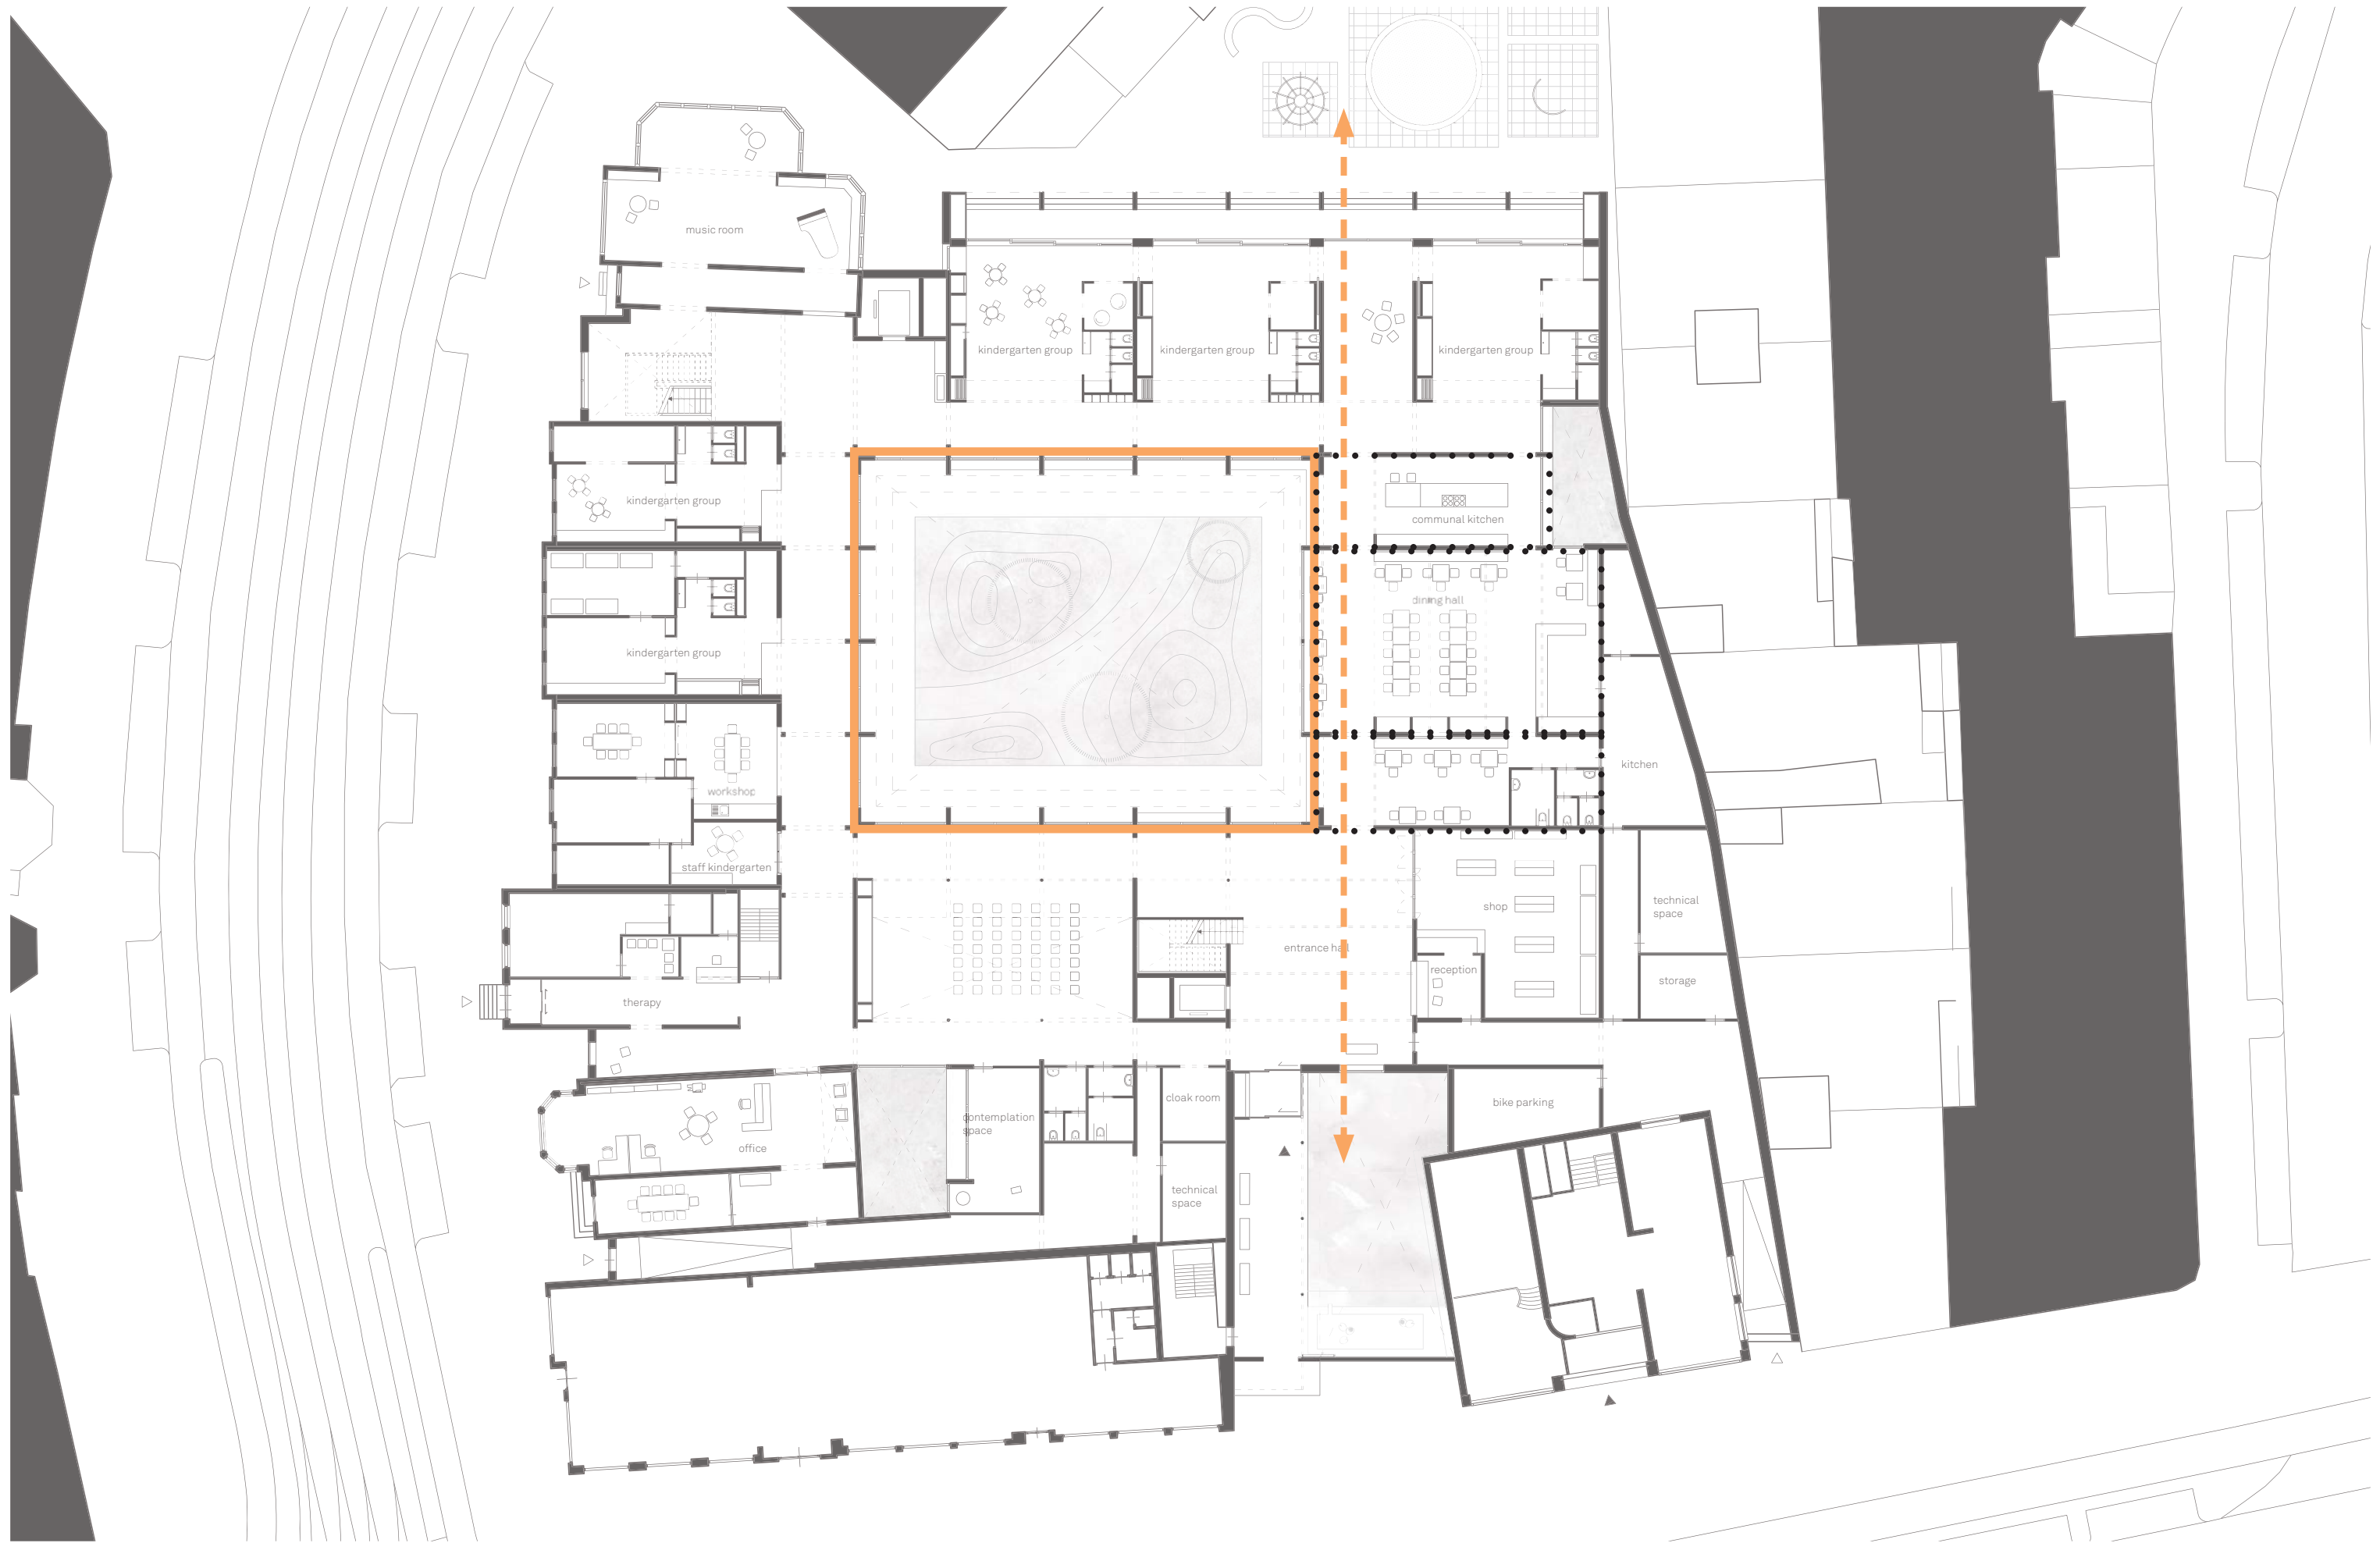 music room
kindergarten group
kindergarten group
kindergarten group
kindergarten group
communal kitchen
dining hall
kindergarten group
kitchen
workshop
staff kindergarten
shop
technical
space
entrance hall
reception
storage
therapy
cloak room
bike parking
contemplation
space
office
technical
space